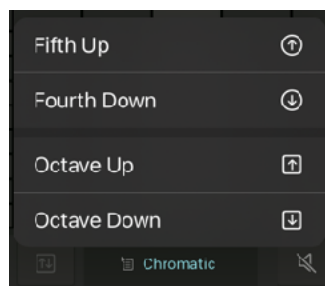 Fifth Up
Fourth Down
Octave Up
Octave Down
Chromatic